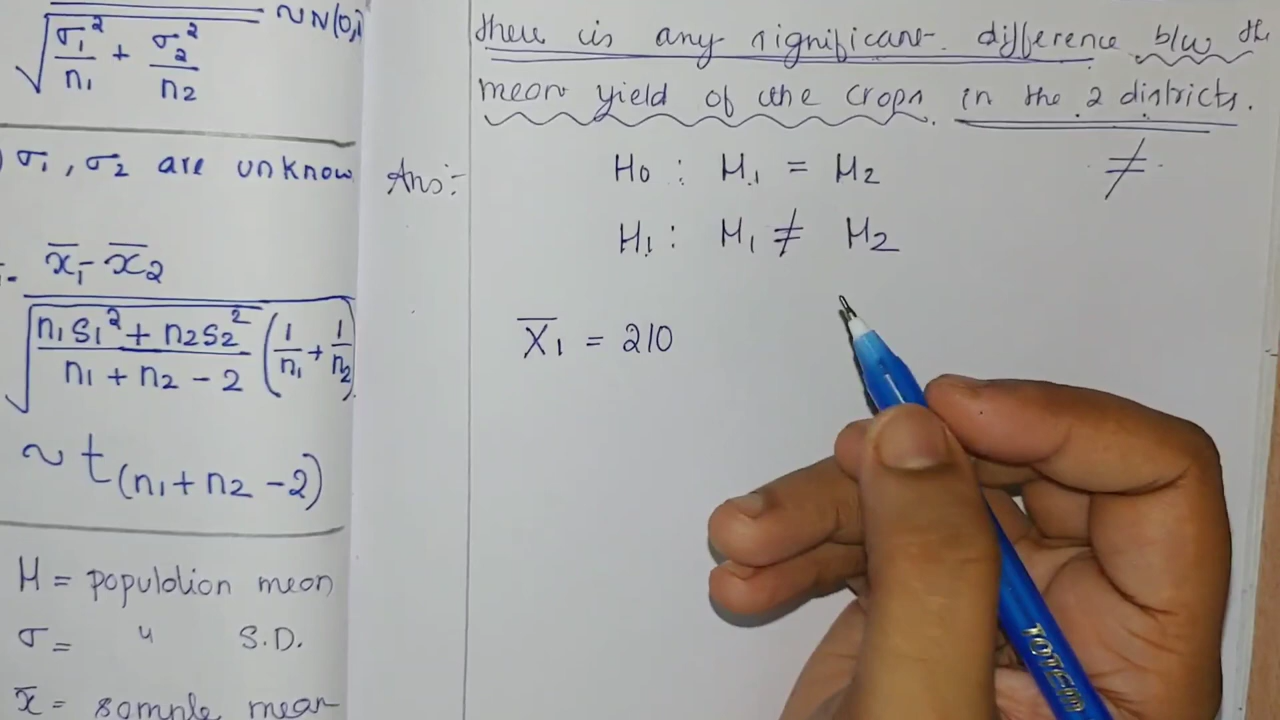 √(σ₁²/n₁ + σ₂²/n₂) ~N(0,
σ₁, σ₂ are unknow
x̄₁ - x̄₂
√((n₁s₁² + n₂s₂²)/(n₁ + n₂ - 2) (1/n₁ + 1/n₂)
~ t(n₁ + n₂ - 2)
μ = population mean
σ = " S.D.
x̄ = sample mean
there is any significant difference b/w the
mean yield of the crops in the 2 districts.
≠
Ans:-
H₀ : μ₁ = μ₂
H₁ : μ₁ ≠ μ₂
X̄₁ = 210
TOTEM